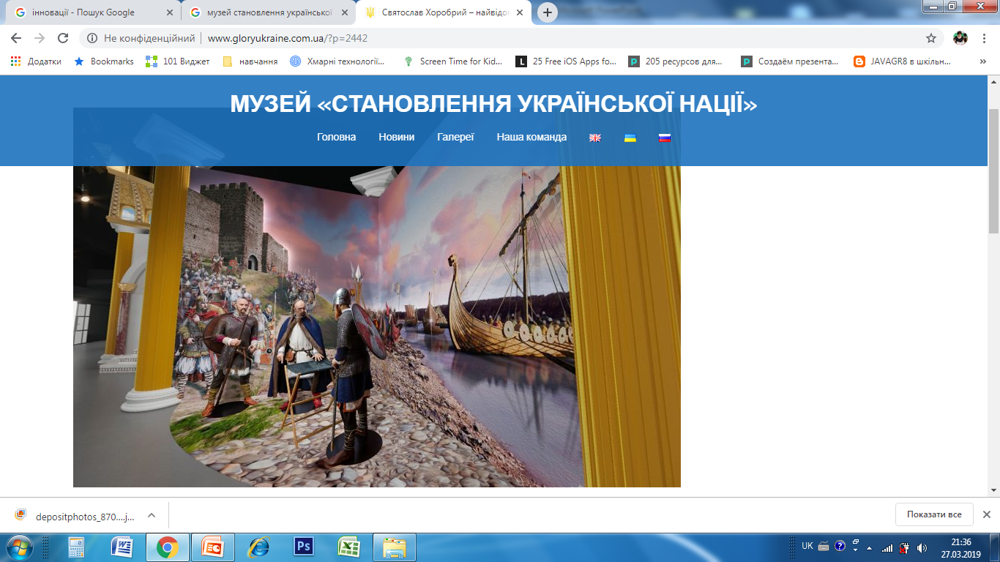 інновації - Пошук Google
музей становлення української
Святослав Хоробрий – найвідом
Не конфіденційний
www.gloryukraine.com.ua/?p=2442
Додатки
Bookmarks
101 Виджет
навчання
Хмарні технології...
Screen Time for Kid...
25 Free iOS Apps fo...
205 ресурсов для...
Создаём презента...
JAVAGR8 в шкільн...
»
МУЗЕЙ «СТАНОВЛЕННЯ УКРАЇНСЬКОЇ НАЦІЇ»
Головна
Новини
Галереї
Наша команда
depositphotos_870....j...
Показати все
Ps
UK
21:36
27.03.2019